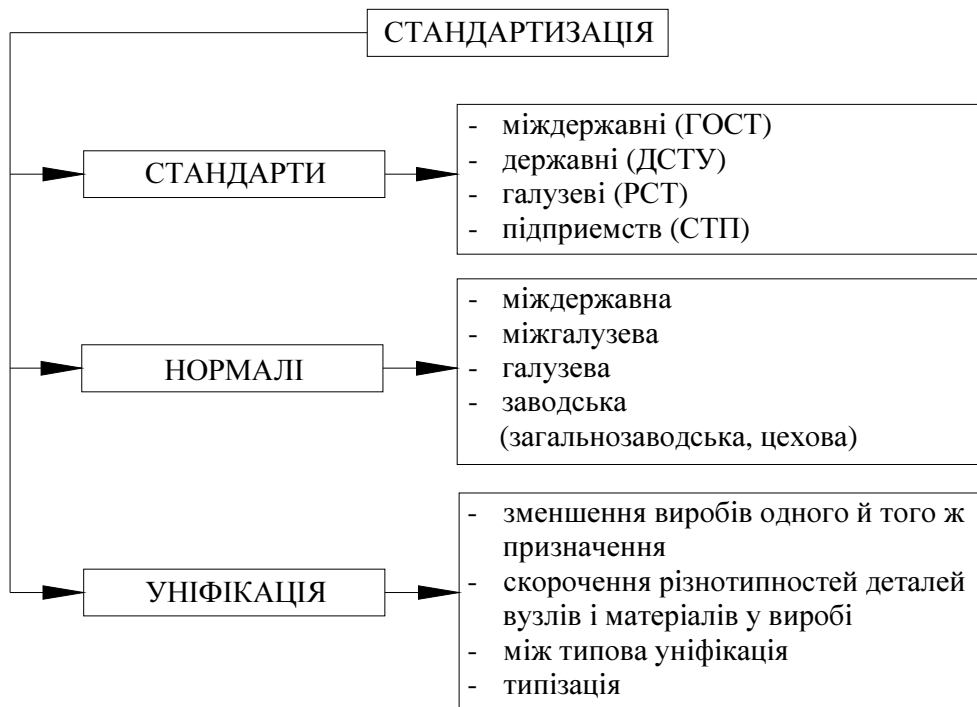 СТАНДАРТИЗАЦІЯ
СТАНДАРТИ
- міждержавні (ГОСТ)
- державні (ДСТУ)
- галузеві (РСТ)
- підприемств (СТП)
НОРМАЛІ
- міждержавна
- міжгалузева
- галузева
- заводська
(загальнозаводська, цехова)
УНІФІКАЦІЯ
- зменшення виробів одного й того ж
призначення
- скорочення різнотипностей деталей
вузлів і матеріалів у виробі
- між типова уніфікація
- типізація